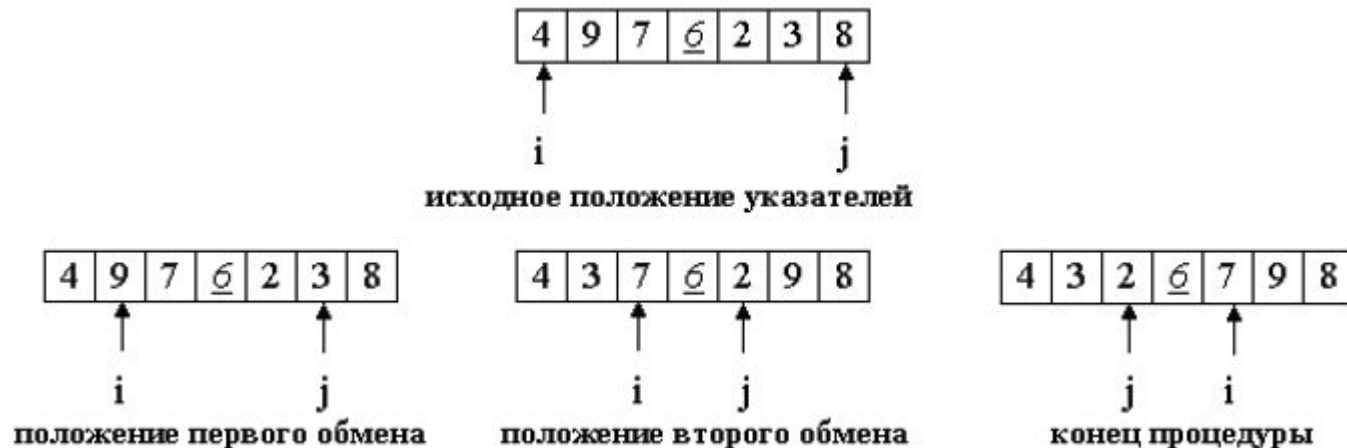 4 9 7 6 2 3 8
i j
исходное положение указателей
4 9 7 6 2 3 8
i j
положение первого обмена
4 3 7 6 2 9 8
i j
положение второго обмена
4 3 2 6 7 9 8
j i
конец процедуры